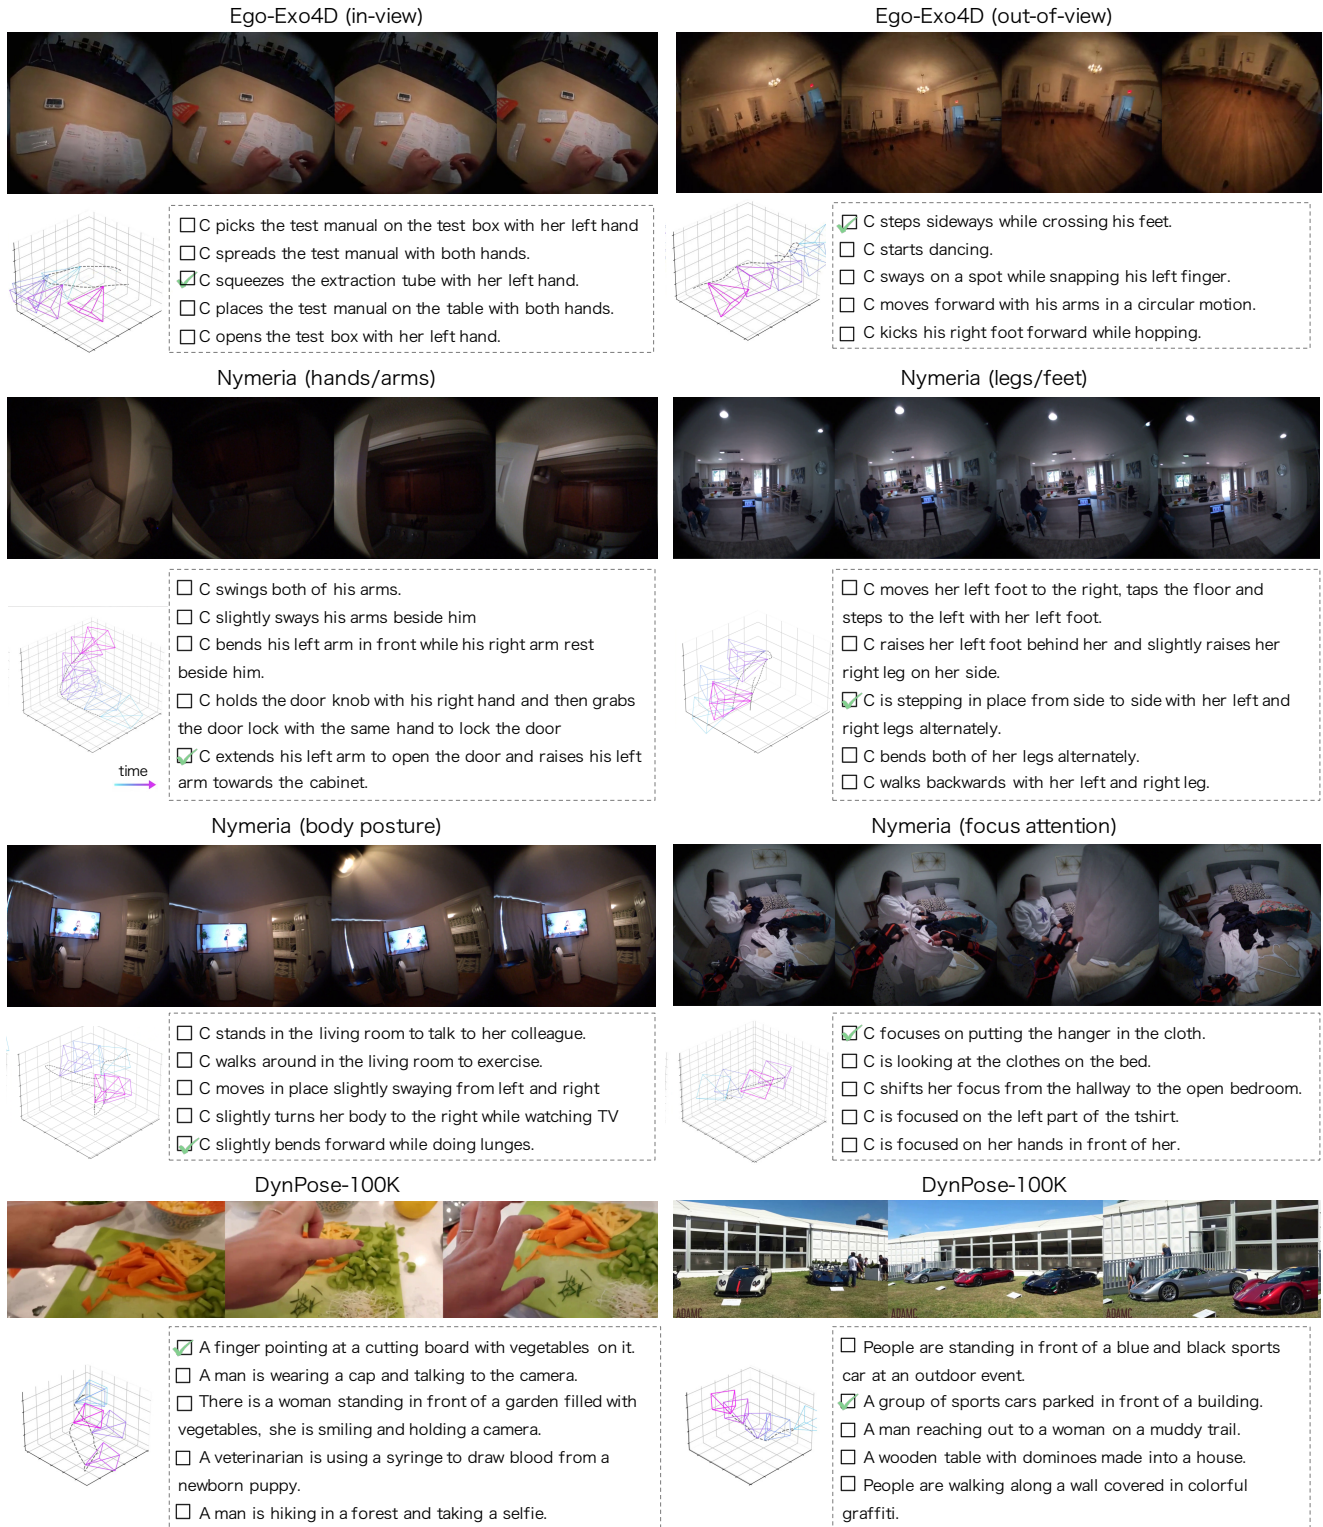 Ego-Exo4D (in-view)
C picks the test manual on the test box with her left hand
C spreads the test manual with both hands.
C squeezes the extraction tube with her left hand.
C places the test manual on the table with both hands.
C opens the test box with her left hand.
Ego-Exo4D (out-of-view)
C steps sideways while crossing his feet.
C starts dancing.
C sways on a spot while snapping his left finger.
C moves forward with his arms in a circular motion.
C kicks his right foot forward while hopping.
Nymeria (hands/arms)
C swings both of his arms.
C slightly sways his arms beside him
C bends his left arm in front while his right arm rest
beside him.
C holds the door knob with his right hand and then grabs
the door lock with the same hand to lock the door
C extends his left arm to open the door and raises his left
arm towards the cabinet.
time
Nymeria (legs/feet)
C moves her left foot to the right, taps the floor and
steps to the left with her left foot.
C raises her left foot behind her and slightly raises her
right leg on her side.
C is stepping in place from side to side with her left and
right legs alternately.
C bends both of her legs alternately.
C walks backwards with her left and right leg.
Nymeria (body posture)
C stands in the living room to talk to her colleague.
C walks around in the living room to exercise.
C moves in place slightly swaying from left and right
C slightly turns her body to the right while watching TV
C slightly bends forward while doing lunges.
Nymeria (focus attention)
C focuses on putting the hanger in the cloth.
C is looking at the clothes on the bed.
C shifts her focus from the hallway to the open bedroom.
C is focused on the left part of the tshirt.
C is focused on her hands in front of her.
DynPose-100K
A finger pointing at a cutting board with vegetables on it.
A man is wearing a cap and talking to the camera.
There is a woman standing in front of a garden filled with
vegetables, she is smiling and holding a camera.
A veterinarian is using a syringe to draw blood from a
newborn puppy.
A man is hiking in a forest and taking a selfie.
DynPose-100K
ADAMC
ADAMC
ADAMC
People are standing in front of a blue and black sports
car at an outdoor event.
A group of sports cars parked in front of a building.
A man reaching out to a woman on a muddy trail.
A wooden table with dominoes made into a house.
People are walking along a wall covered in colorful
graffiti.